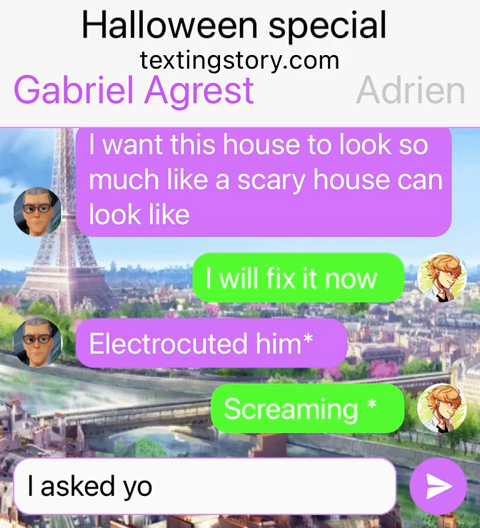 Halloween special
textingstory.com
Gabriel Agrest Adrien
I want this house to look so
much like a scary house can
look like
I will fix it now
Electrocuted him*
Screaming *
I asked yo